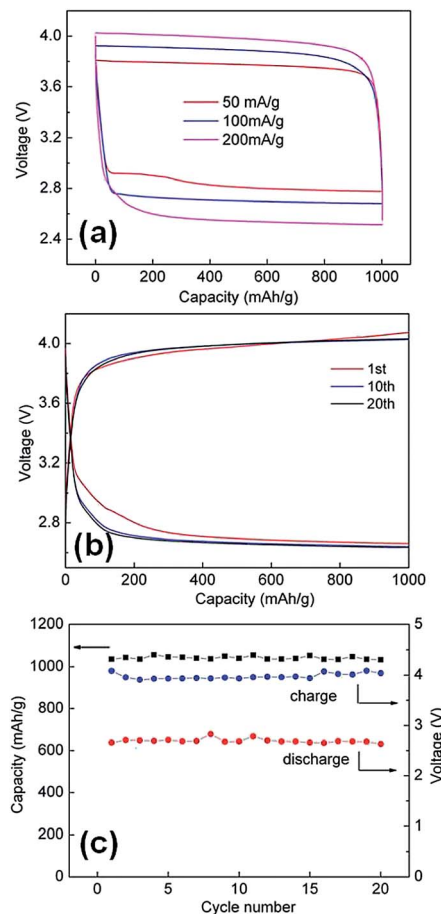 4.0
3.6
3.2
2.8
2.4
Voltage (V)
50 mA/g
100mA/g
200mA/g
(a)
0 200 400 600 800 1000
Capacity (mAh/g)
4.0
3.6
3.2
2.8
Voltage (V)
1st
10th
20th
(b)
0 200 400 600 800 1000
Capacity (mAh/g)
1200
1000
800
600
400
200
0
Capacity (mAh/g)
charge
discharge
(c)
5
4
3
2
1
0
Voltage (V)
0 5 10 15 20
Cycle number